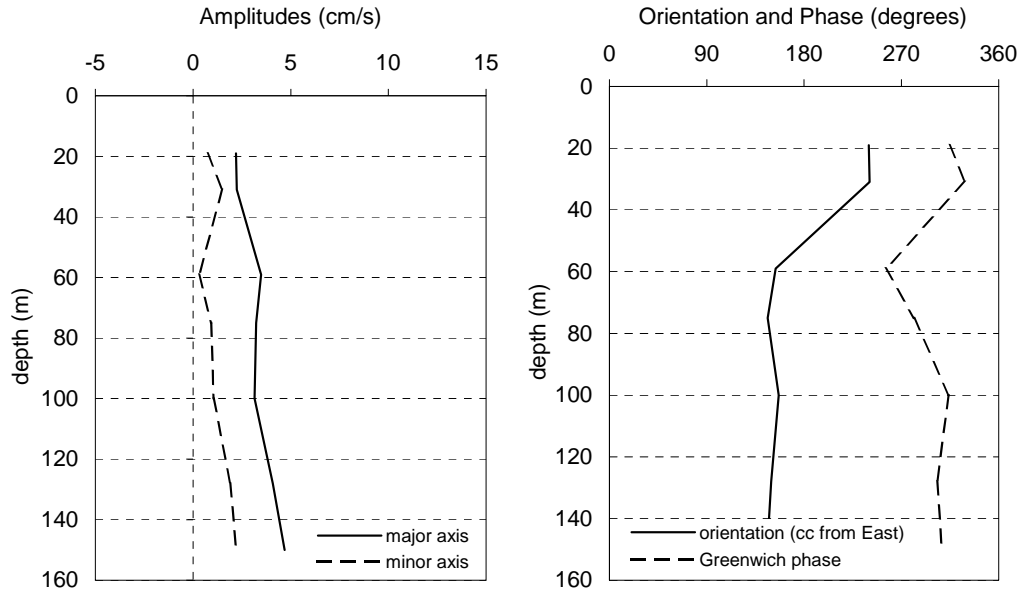 Amplitudes (cm/s)
-5 0 5 10 15
0
20
40
60
80
100
120
140
160
depth (m)
major axis
minor axis
Orientation and Phase (degrees)
0 90 180 270 360
0
20
40
60
80
100
120
140
160
depth (m)
orientation (cc from East)
Greenwich phase